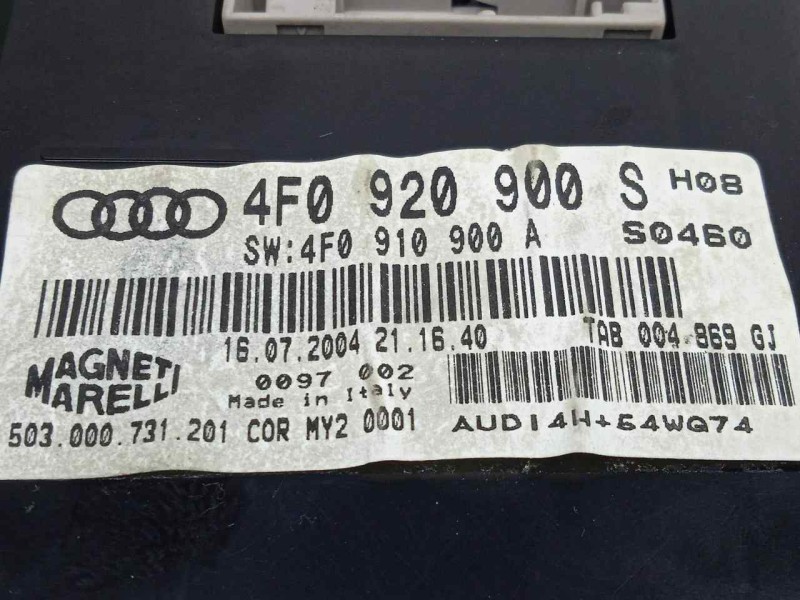 4F0 920 900 S H08
SW:4F0 910 900 A S0460
16.07.2004 21.16.40 TAB 004 869 GJ
MAGNETI
MARELLI
0097 002
Made in Italy
503.000.731.201 COR MY2 0001
AUDI4H+54WG74